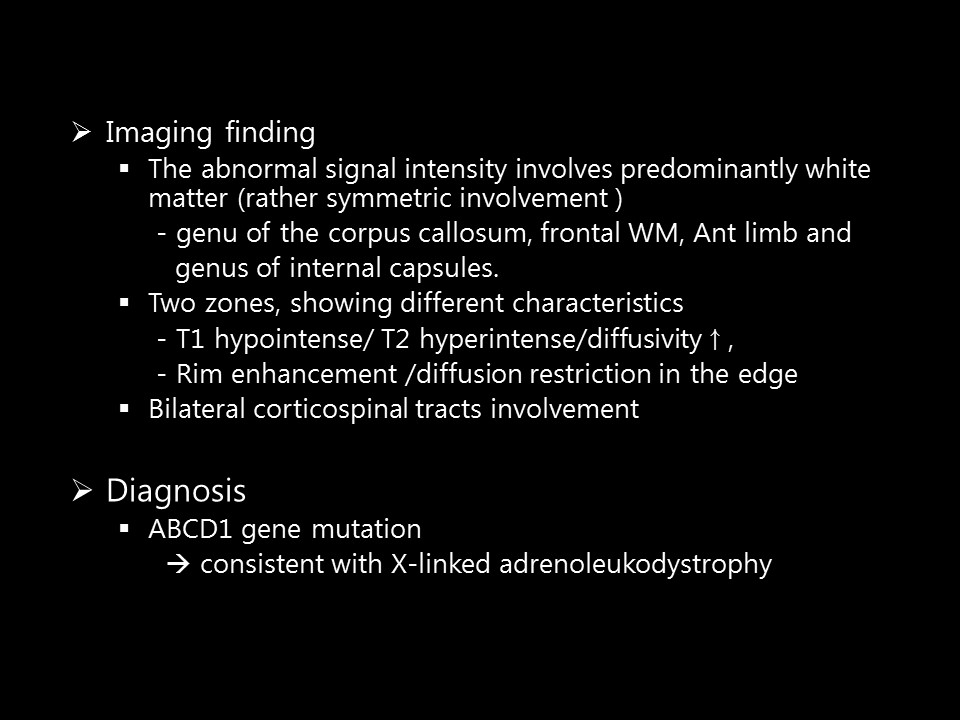 ➢ Imaging finding
▪ The abnormal signal intensity involves predominantly white
matter (rather symmetric involvement )
- genu of the corpus callosum, frontal WM, Ant limb and
genus of internal capsules.
▪ Two zones, showing different characteristics
- T1 hypointense/ T2 hyperintense/diffusivity↑,
- Rim enhancement /diffusion restriction in the edge
▪ Bilateral corticospinal tracts involvement
➢ Diagnosis
▪ ABCD1 gene mutation
→ consistent with X-linked adrenoleukodystrophy